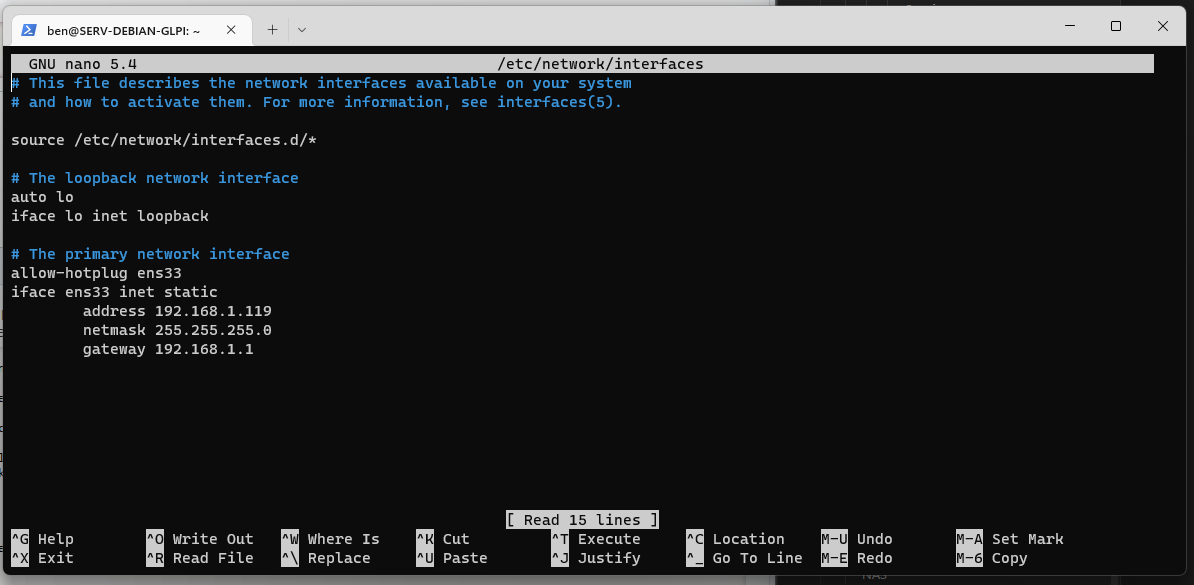 ben@SERV-DEBIAN-GLPI: ~
GNU nano 5.4 /etc/network/interfaces
# This file describes the network interfaces available on your system
# and how to activate them. For more information, see interfaces(5).
source /etc/network/interfaces.d/*
# The loopback network interface
auto lo
iface lo inet loopback
# The primary network interface
allow-hotplug ens33
iface ens33 inet static
address 192.168.1.119
netmask 255.255.255.0
gateway 192.168.1.1
[ Read 15 lines ]
^G Help ^O Write Out ^W Where Is ^K Cut ^T Execute ^C Location M-U Undo M-A Set Mark
^X Exit ^R Read File ^\ Replace ^U Paste ^J Justify ^_ Go To Line M-E Redo M-6 Copy
NAS